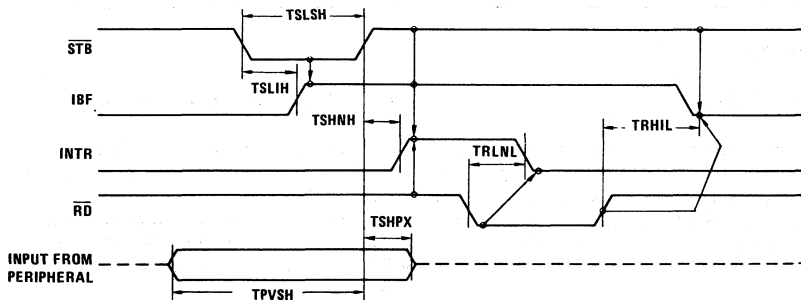 TSLSH
STB
TSLIH
IBF
TSHNH
TRHIL
INTR
TRLNL
RD
TSHPX
INPUT FROM
PERIPHERAL
TPVSH